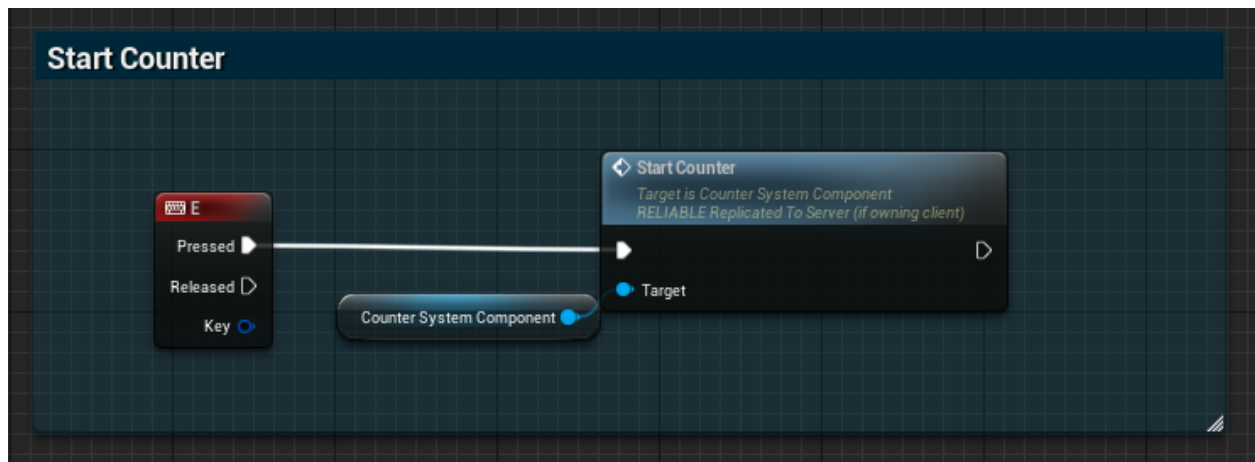 Start Counter
Start Counter
Target is Counter System Component
RELIABLE Replicated To Server (if owning client)
E
Pressed
Released
Key
Counter System Component
Target